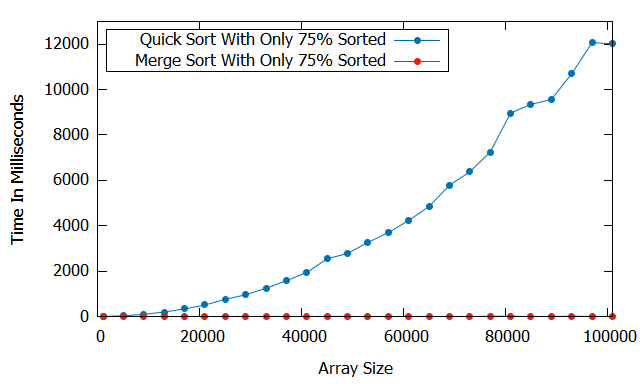 Quick Sort With Only 75% Sorted
Merge Sort With Only 75% Sorted
12000
10000
8000
6000
4000
2000
0
Time In Milliseconds
0 20000 40000 60000 80000 100000
Array Size